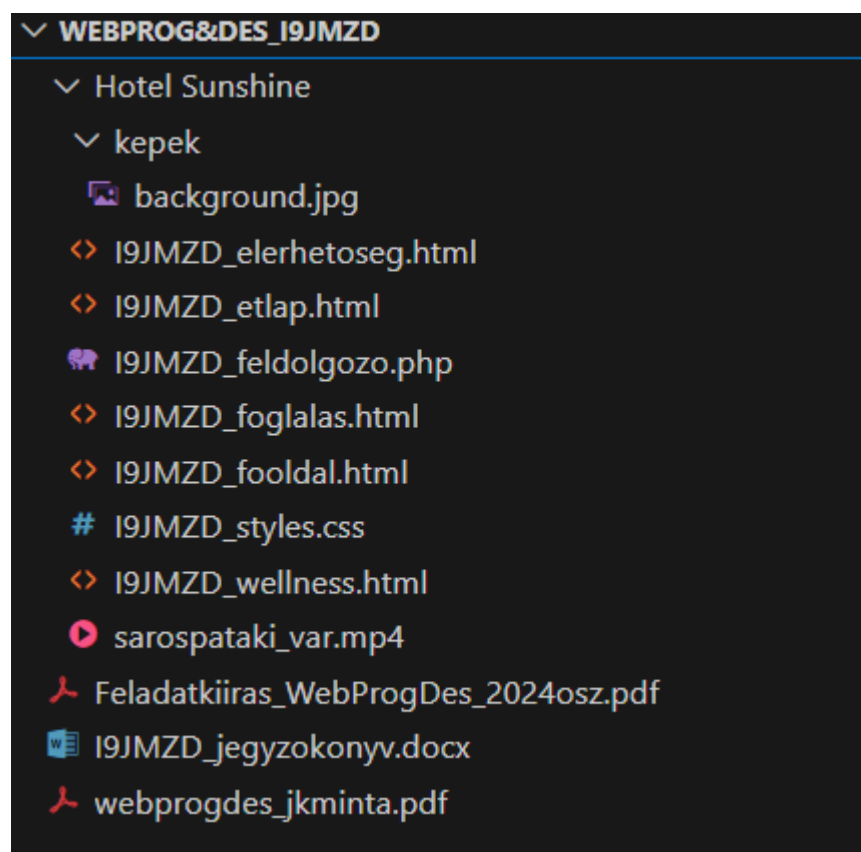 WEBPROG&DES_I9JMZD
Hotel Sunshine
kepek
background.jpg
I9JMZD_elerhetoseg.html
I9JMZD_etlap.html
I9JMZD_feldolgozo.php
I9JMZD_foglalas.html
I9JMZD_fooldal.html
I9JMZD_styles.css
I9JMZD_wellness.html
sarospataki_var.mp4
Feladatkiiras_WebProgDes_2024osz.pdf
I9JMZD_jegyzokonyv.docx
webprogdes_jkminta.pdf